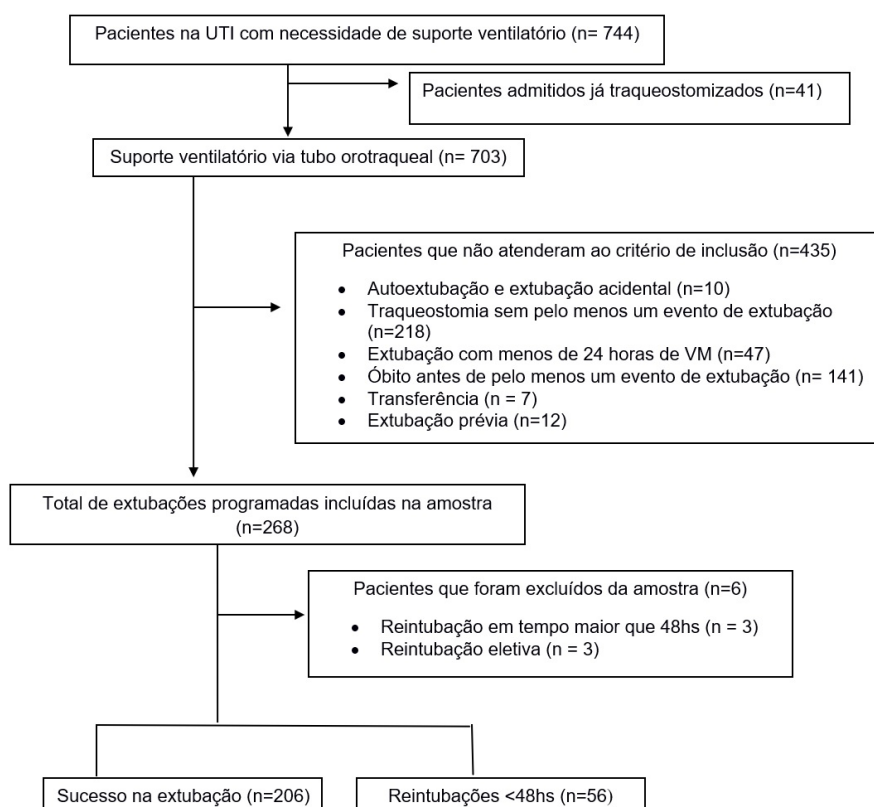 Pacientes na UTI com necessidade de suporte ventilatório (n= 744)
Pacientes admitidos já traqueostomizados (n=41)
Suporte ventilatório via tubo orotraqueal (n= 703)
Pacientes que não atenderam ao critério de inclusão (n=435)
• Autoextubação e extubação acidental (n=10)
• Traqueostomia sem pelo menos um evento de extubação
(n=218)
• Extubação com menos de 24 horas de VM (n=47)
• Óbito antes de pelo menos um evento de extubação (n= 141)
• Transferência (n = 7)
• Extubação prévia (n=12)
Total de extubações programadas incluídas na amostra
(n=268)
Pacientes que foram excluídos da amostra (n=6)
• Reintubação em tempo maior que 48hs (n = 3)
• Reintubação eletiva (n = 3)
Sucesso na extubação (n=206)
Reintubações <48hs (n=56)